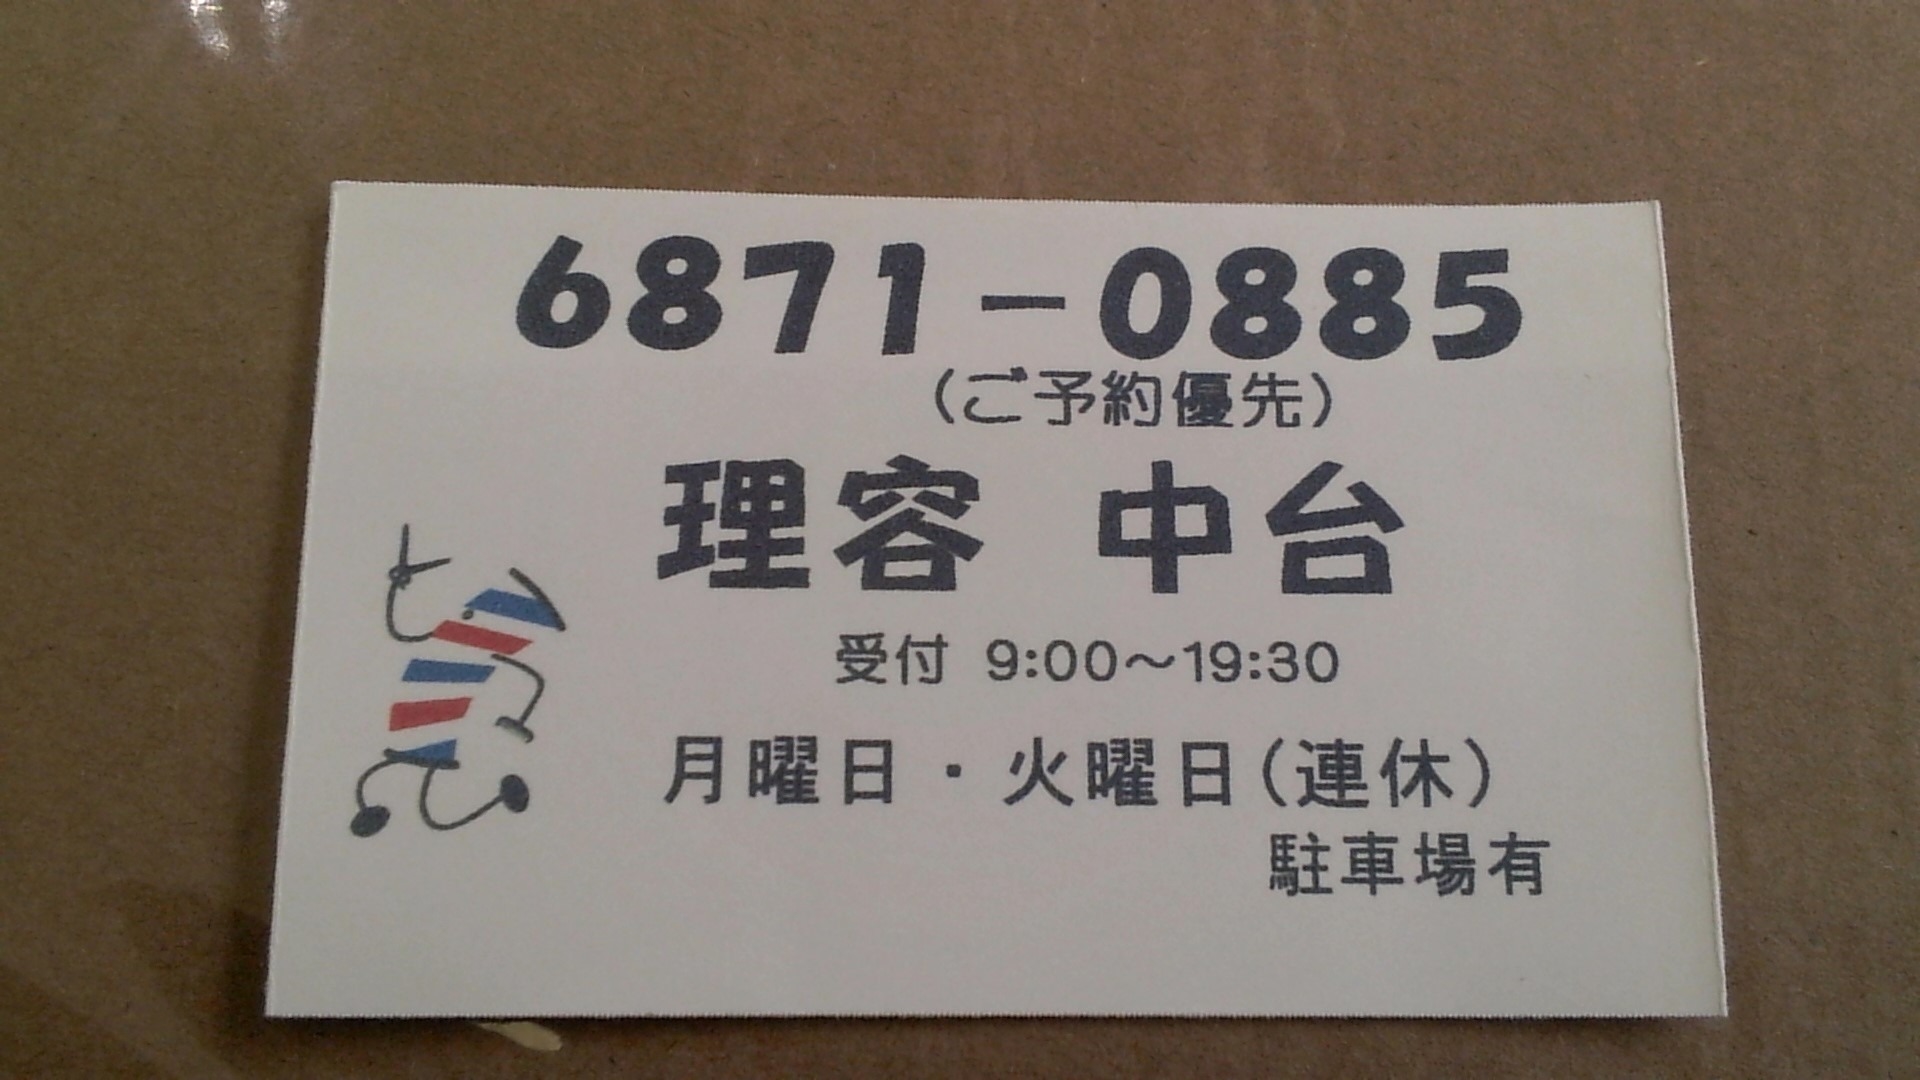 6871-0885
(ご予約優先)
理容 中台
受付 9:00〜19:30
月曜日・火曜日(連休)
駐車場有